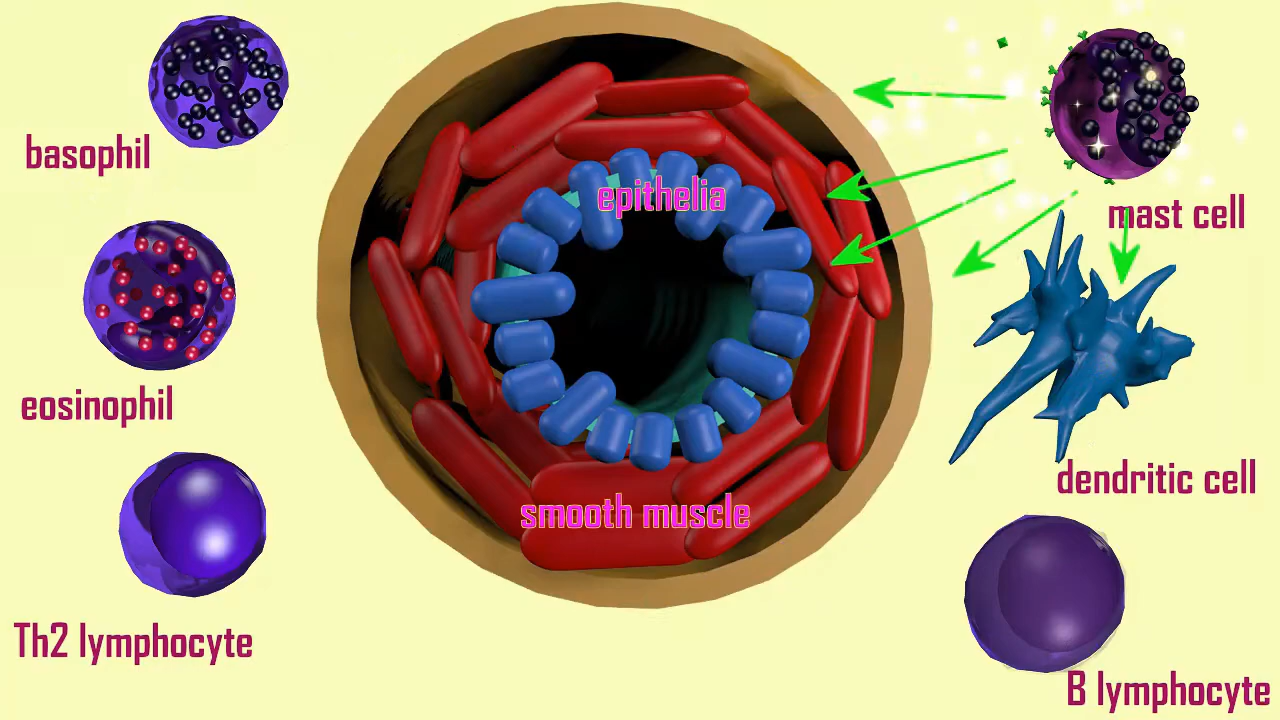 basophil
epithelia
mast cell
eosinophil
dendritic cell
smooth muscle
Th2 lymphocyte
B lymphocyte